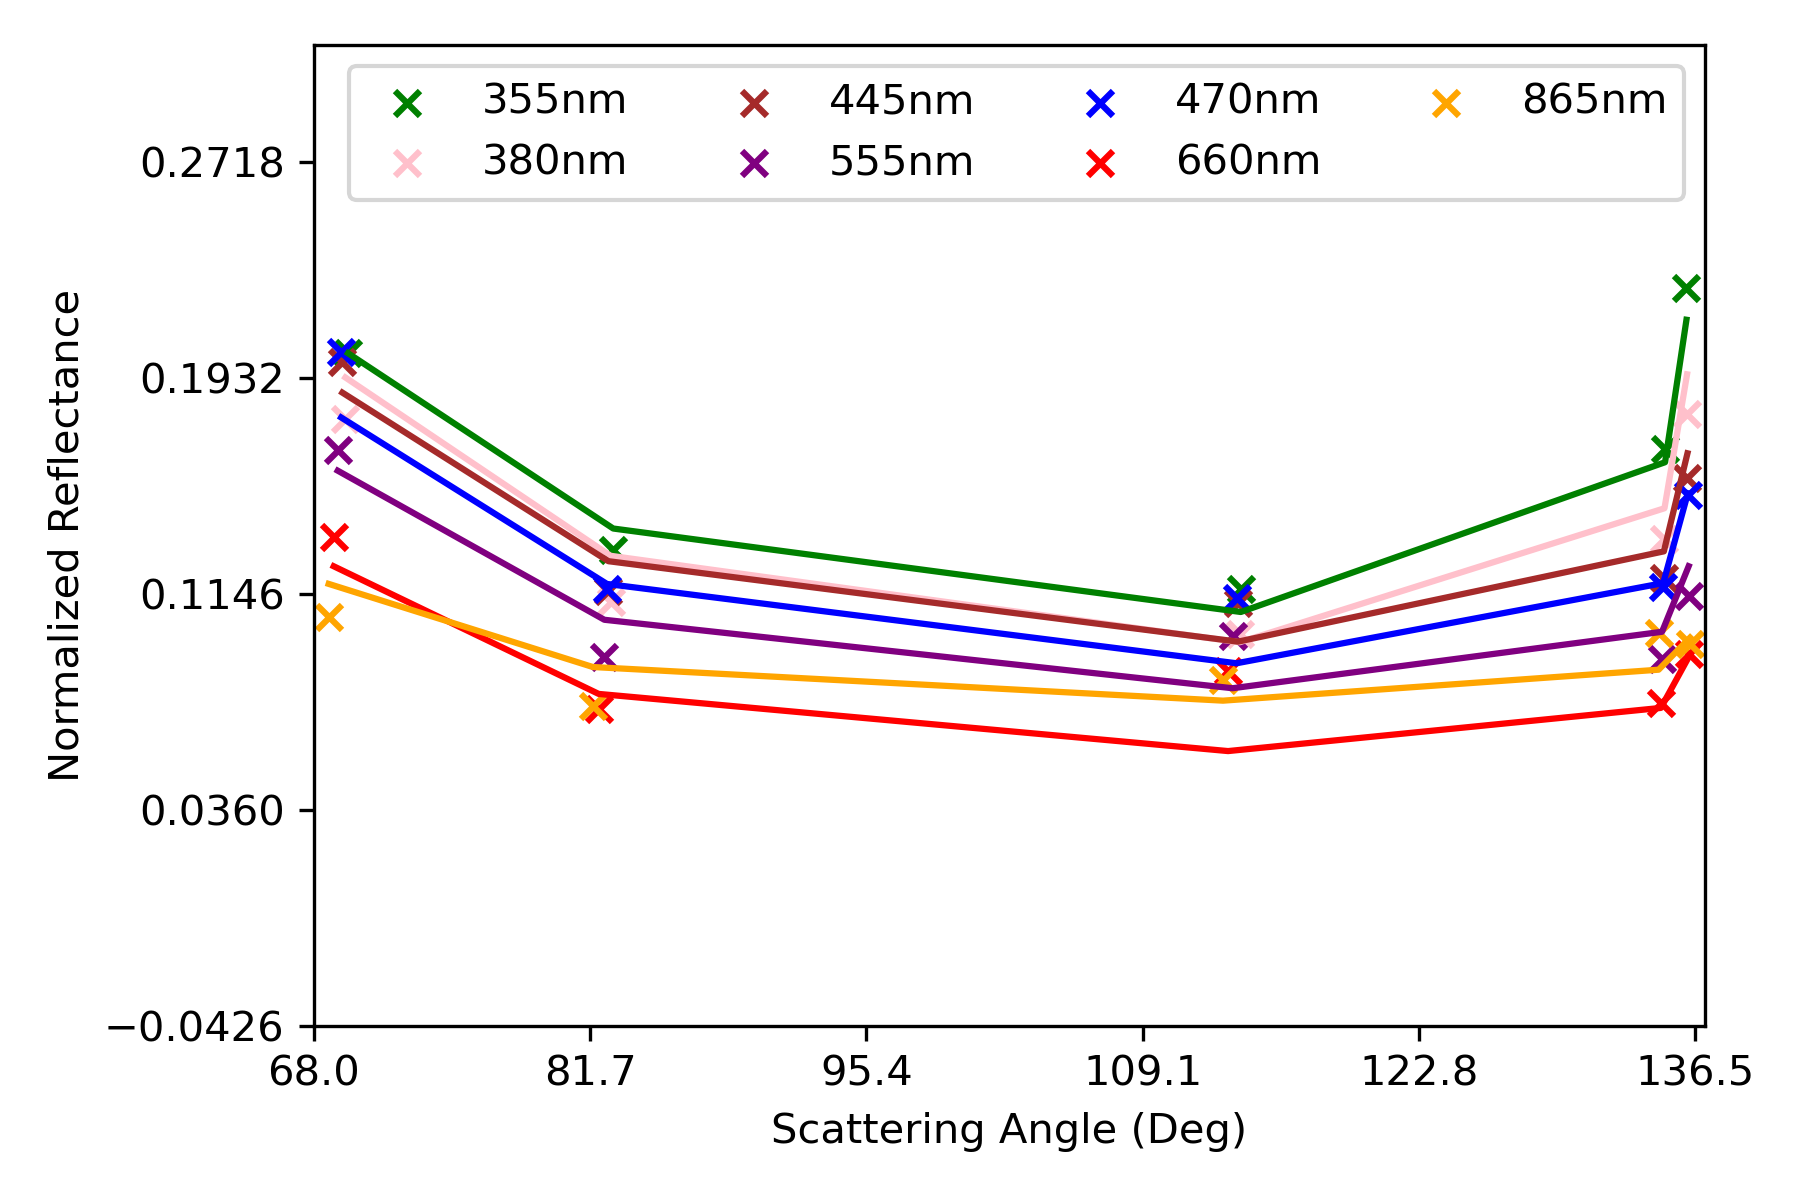 355nm 445nm 470nm 865nm
380nm 555nm 660nm
0.2718
0.1932
0.1146
0.0360
−0.0426
Normalized Reflectance
68.0 81.7 95.4 109.1 122.8 136.5
Scattering Angle (Deg)